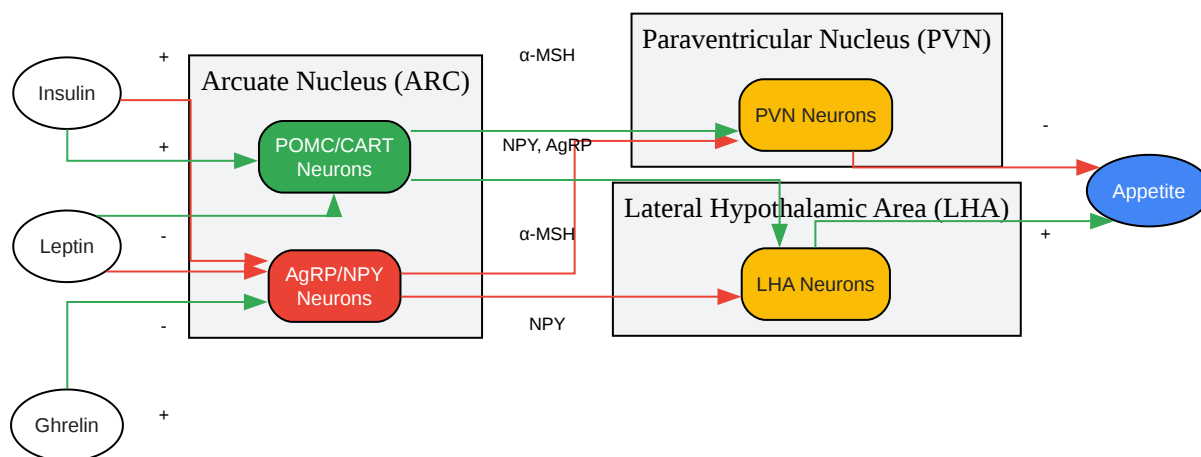 Paraventricular Nucleus (PVN)
+
α-MSH
Insulin
Arcuate Nucleus (ARC)
PVN Neurons
-
+
POMC/CART
Neurons
NPY, AgRP
Appetite
Leptin
-
α-MSH
Lateral Hypothalamic Area (LHA)
+
AgRP/NPY
Neurons
LHA Neurons
-
NPY
Ghrelin
+